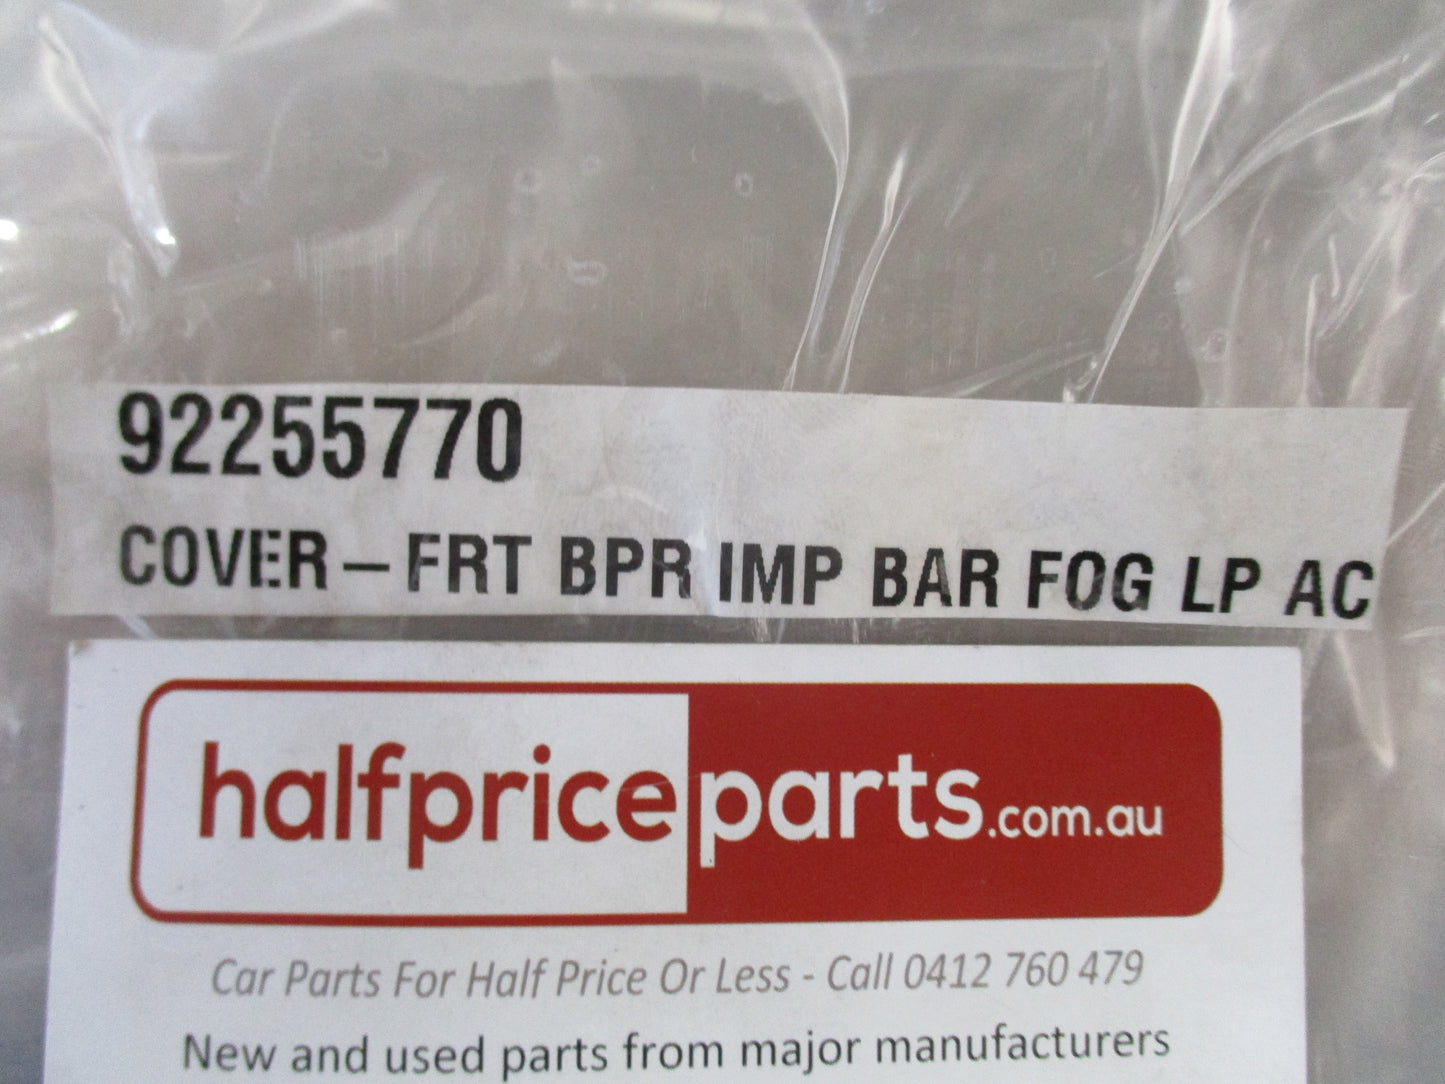 92255770
COVER–FRT BPR IMP BAR FOG LP AC
halfpriceparts.com.au
Car Parts For Half Price Or Less - Call 0412 760 479
New and used parts from major manufacturers